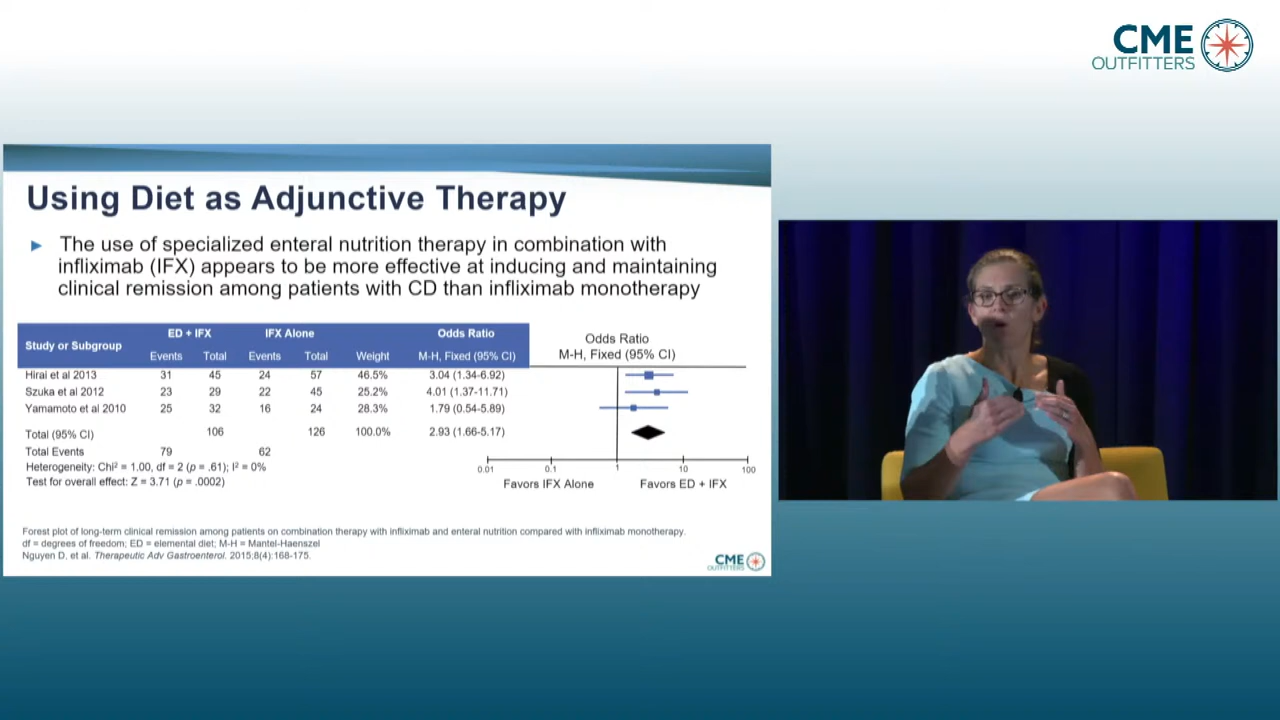 CME
OUTFITTERS
Using Diet as Adjunctive Therapy
The use of specialized enteral nutrition therapy in combination with
infliximab (IFX) appears to be more effective at inducing and maintaining
clinical remission among patients with CD than infliximab monotherapy
Study or Subgroup ED + IFX IFX Alone Odds Ratio
Events Total Events Total Weight M-H, Fixed (95% CI)
Hirai et al 2013 31 45 24 57 46.5% 3.04 (1.34-6.92)
Szuka et al 2012 23 29 22 45 25.2% 4.01 (1.37-11.71)
Yamamoto et al 2010 25 32 16 24 28.3% 1.79 (0.54-5.89)
Total (95% CI) 106 126 100.0% 2.93 (1.66-5.17)
Total Events 79 62
Heterogeneity: Chi² = 1.00, df = 2 (p = .61); I² = 0%
Test for overall effect: Z = 3.71 (p = .0002)
Odds Ratio
M-H, Fixed (95% CI)
0.01 0.1 1 10 100
Favors IFX Alone Favors ED + IFX
Forest plot of long-term clinical remission among patients on combination therapy with infliximab and enteral nutrition compared with infliximab monotherapy.
df = degrees of freedom; ED = elemental diet; M-H = Mantel-Haenszel
Nguyen D, et al. Therapeutic Adv Gastroenterol. 2015;8(4):168-175.
CME
OUTFITTERS